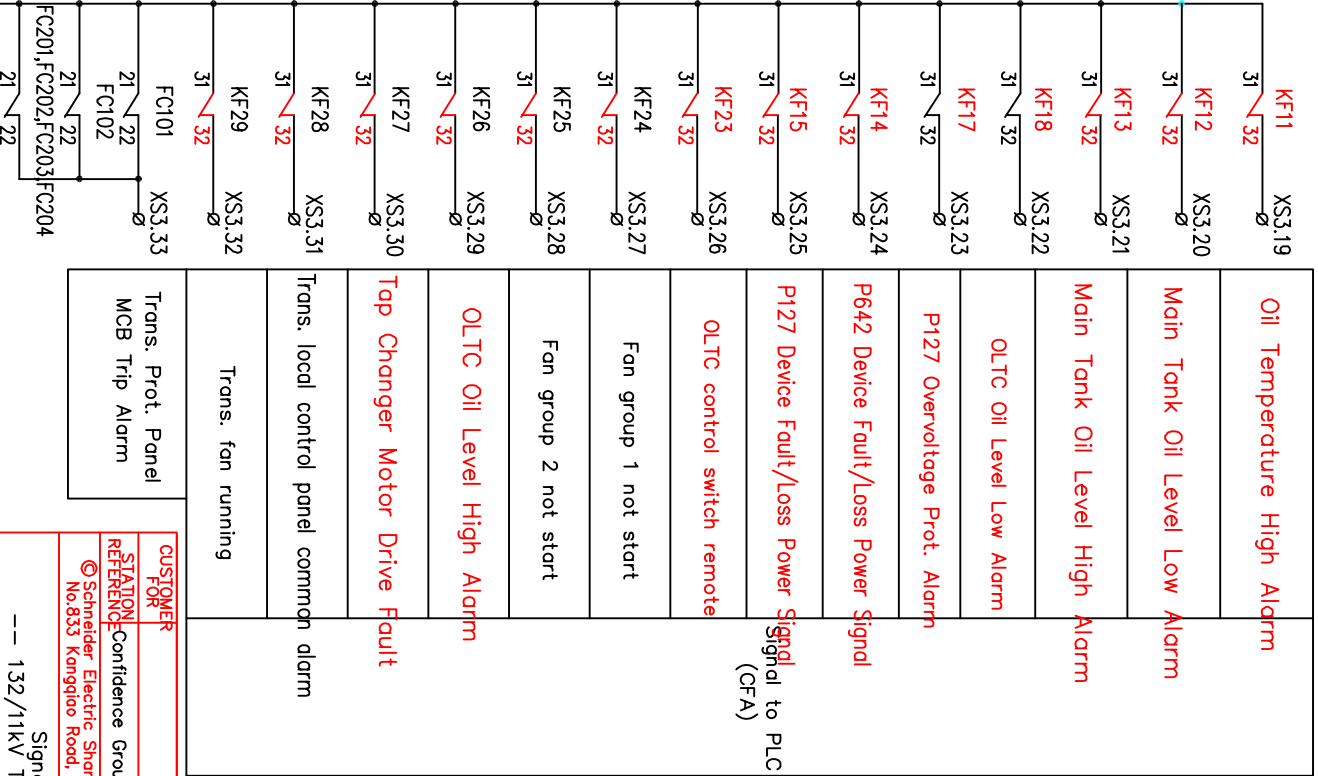 KF11
31 32 XS3.19 Ø
Oil Temperature High Alarm
KF12
31 32 XS3.20 Ø
Main Tank Oil Level Low Alarm
KF13
31 32 XS3.21 Ø
Main Tank Oil Level High Alarm
KF18
31 32 XS3.22 Ø
OLTC Oil Level Low Alarm
KF17
31 32 XS3.23 Ø
P127 Overvoltage Prot. Alarm
KF14
31 32 XS3.24 Ø
P642 Device Fault/Loss Power Signal
KF15
31 32 XS3.25 Ø
P127 Device Fault/Loss Power Signal
Signal to PLC
(CFA)
KF23
31 32 XS3.26 Ø
OLTC control switch remote
KF24
31 32 XS3.27 Ø
Fan group 1 not start
KF25
31 32 XS3.28 Ø
Fan group 2 not start
KF26
31 32 XS3.29 Ø
OLTC Oil Level High Alarm
KF27
31 32 XS3.30 Ø
Tap Changer Motor Drive Fault
KF28
31 32 XS3.31 Ø
Trans. local control panel common alarm
KF29
31 32 XS3.32 Ø
Trans. fan running
FC101
21 22 XS3.33 Ø
Trans. Prot. Panel
MCB Trip Alarm
FC102
21 22
FC201,FC202,FC203,FC204
21 22
CUSTOMER
FOR
STATION
REFERENCE
Confidence Grou
© Schneider Electric
No.833 Kangqiao Road,
Sign
-- 132/11kV T